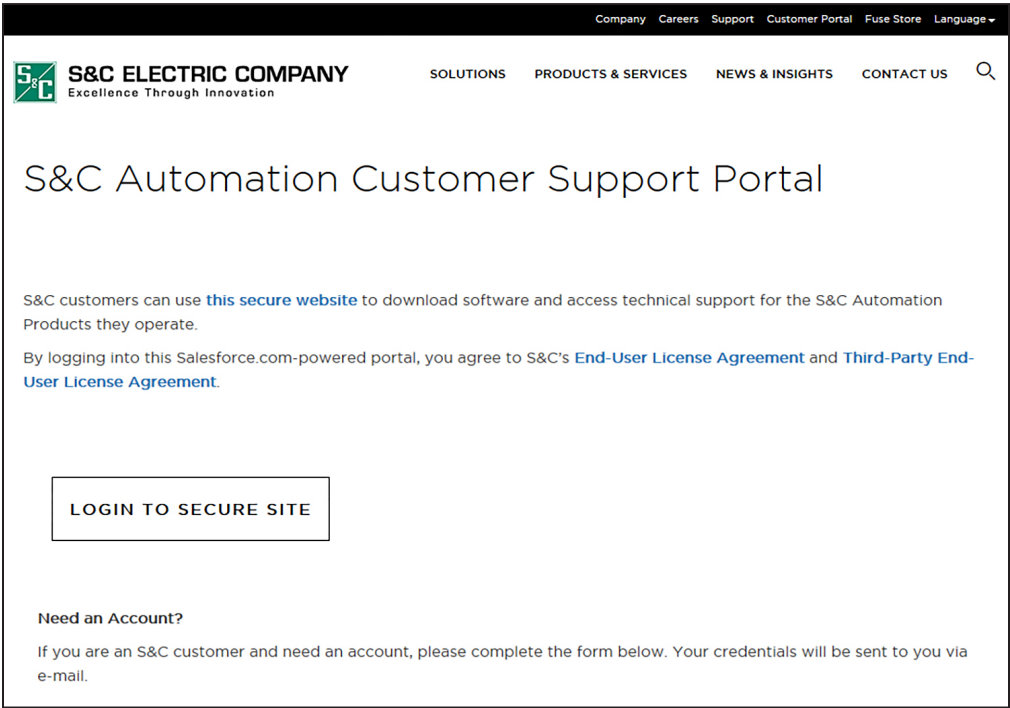 Company Careers Support Customer Portal Fuse Store Language
S&C
S&C ELECTRIC COMPANY
Excellence Through Innovation
SOLUTIONS PRODUCTS & SERVICES NEWS & INSIGHTS CONTACT US
S&C Automation Customer Support Portal
S&C customers can use this secure website to download software and access technical support for the S&C Automation
Products they operate.
By logging into this Salesforce.com-powered portal, you agree to S&C's End-User License Agreement and Third-Party End-
User License Agreement.
LOGIN TO SECURE SITE
Need an Account?
If you are an S&C customer and need an account, please complete the form below. Your credentials will be sent to you via
e-mail.